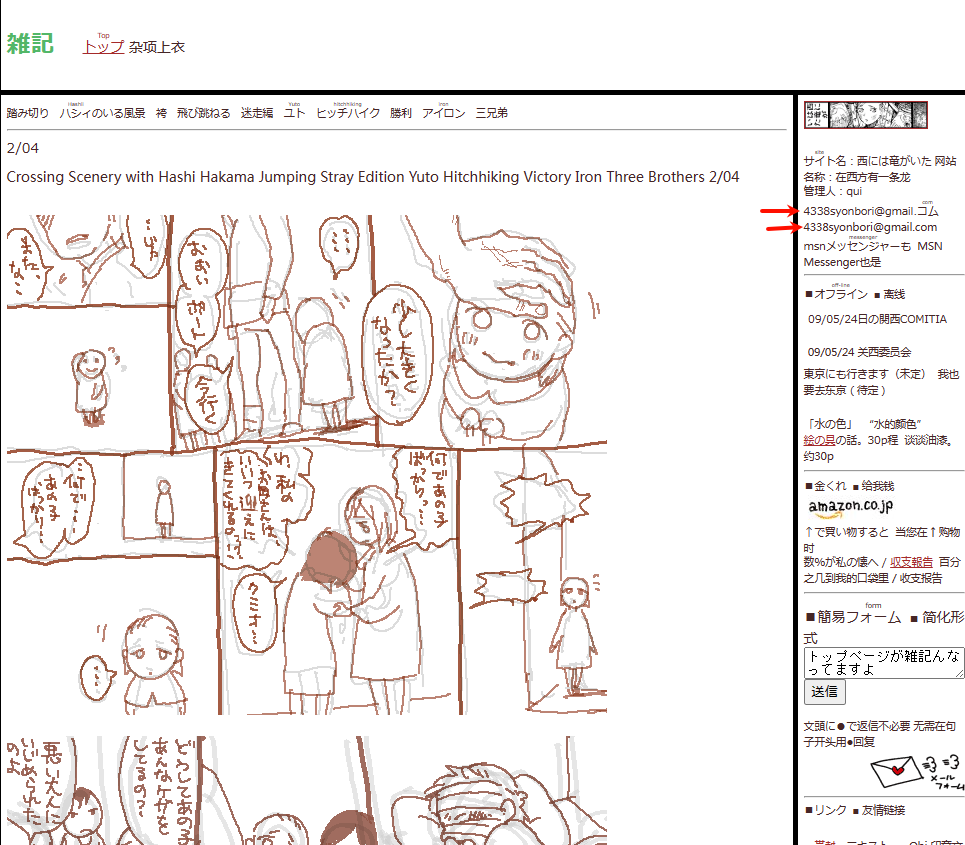 雑記
Top
トップ 杂项上衣
Hashi
Yuto
hitchhiking
iron
踏み切り ハシィのいる風景 袴 飛び跳ねる 迷走編 ユト ヒッチハイク 勝利 アイロン 三兄弟
2/04
Crossing Scenery with Hashi Hakama Jumping Stray Edition Yuto Hitchhiking Victory Iron Three Brothers 2/04
おおい
ポーン
今行く
少し大きく
なったか?
何で…
あの子
ばっかり…
何であの子
ばっかりっ…
わ、私の
お母さんは、
いいつ迎えに
きてくれるのっ?
クミオ…
どうしてあの子
あんなケガを
してるの?
悪い大人に
いじめられた
のよ
site
サイト名：西には竜がいた 网站
名称：在西方有一条龙
管理人：qui
com
4338syonbori@gmail.コム
4338syonbori@gmail.com
messenger
msnメッセンジャーも MSN
Messenger也是
off-line
■オフライン ■ 离线
09/05/24日の関西COMITIA
09/05/24 关西委员会
東京にも行きます（未定） 我也
要去东京（待定）
「水の色」 “水的颜色”
絵の具の話。30p程 谈谈油漆。
约30p
■金くれ ■ 给我钱
amazon.co.jp
↑で買い物すると 当您在↑购物
时
数%が私の懐へ / 収支報告 百分
之几到我的口袋里 / 收支报告
form
■簡易フォーム ■ 简化形
式
トップページが雑記んな
ってますよ
送信
文頭に●で返信不必要 无需在句
子开头用●回复
メール
フォーム
■リンク ■ 友情链接